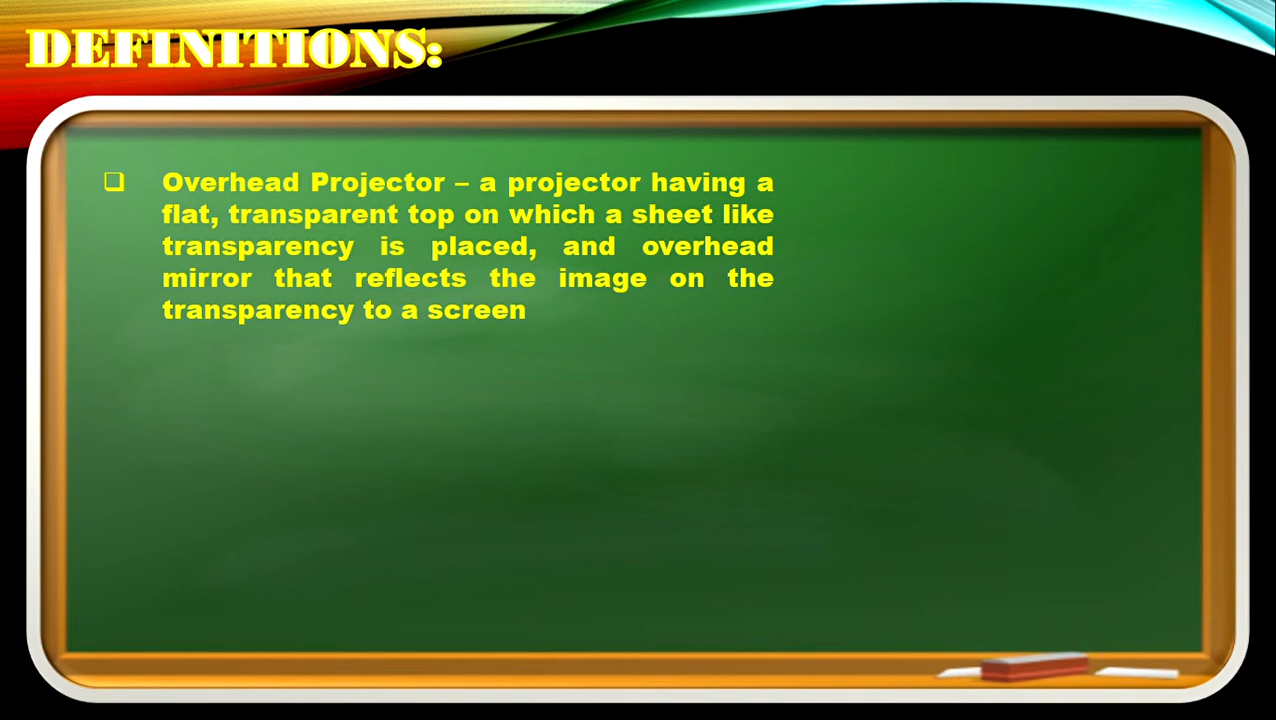 DEFINITIONS:
❑ Overhead Projector – a projector having a
flat, transparent top on which a sheet like
transparency is placed, and overhead
mirror that reflects the image on the
transparency to a screen